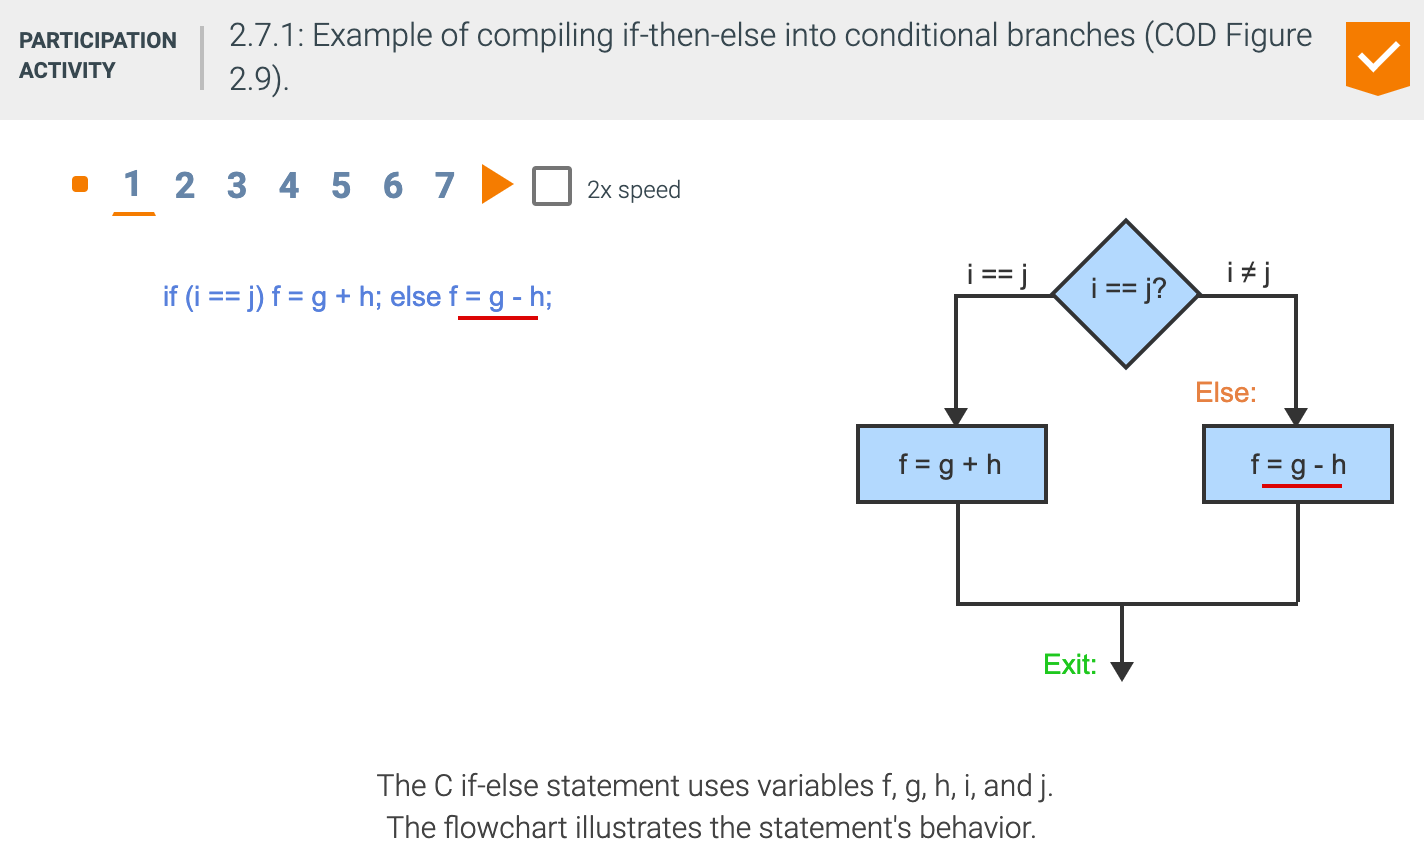 PARTICIPATION
ACTIVITY
2.7.1: Example of compiling if-then-else into conditional branches (COD Figure
2.9).
1 2 3 4 5 6 7 2x speed
if (i == j) f = g + h; else f = g - h;
i == j
i == j?
i ≠ j
Else:
f = g + h
f = g - h
Exit:
The C if-else statement uses variables f, g, h, i, and j.
The flowchart illustrates the statement's behavior.